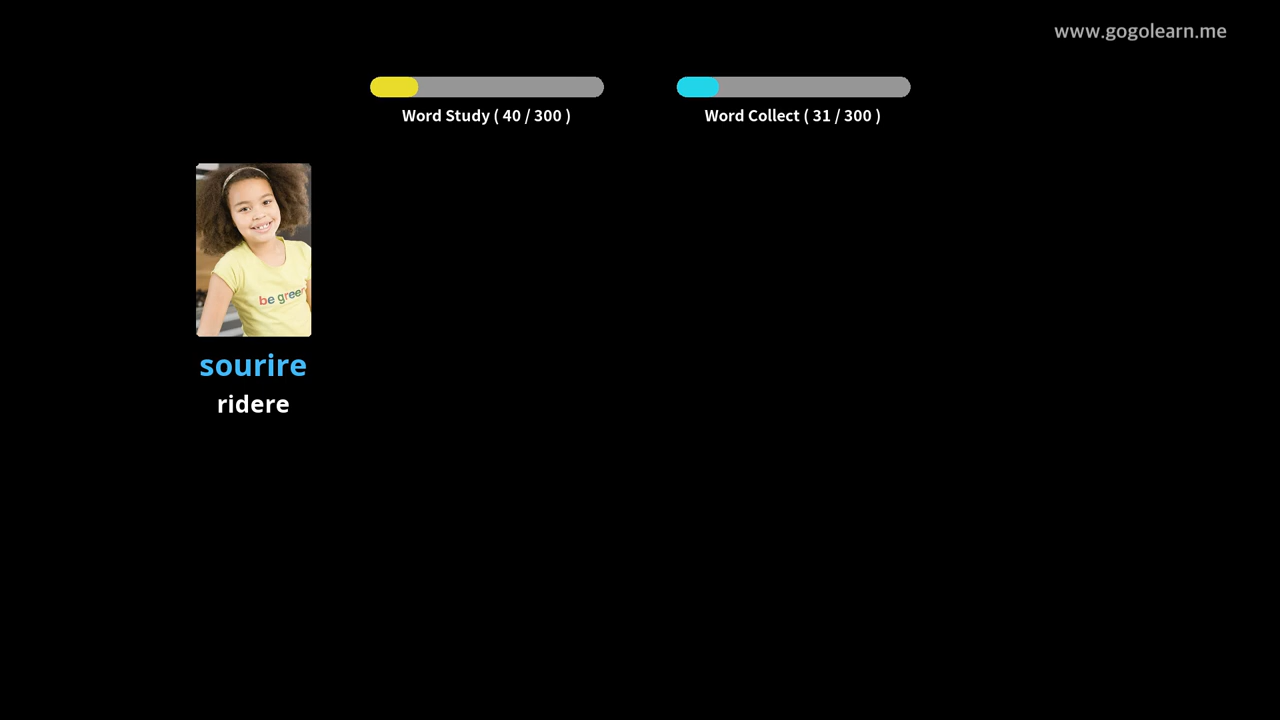 www.gogolearn.me
Word Study ( 40 / 300 )
Word Collect ( 31 / 300 )
be green
sourire
ridere